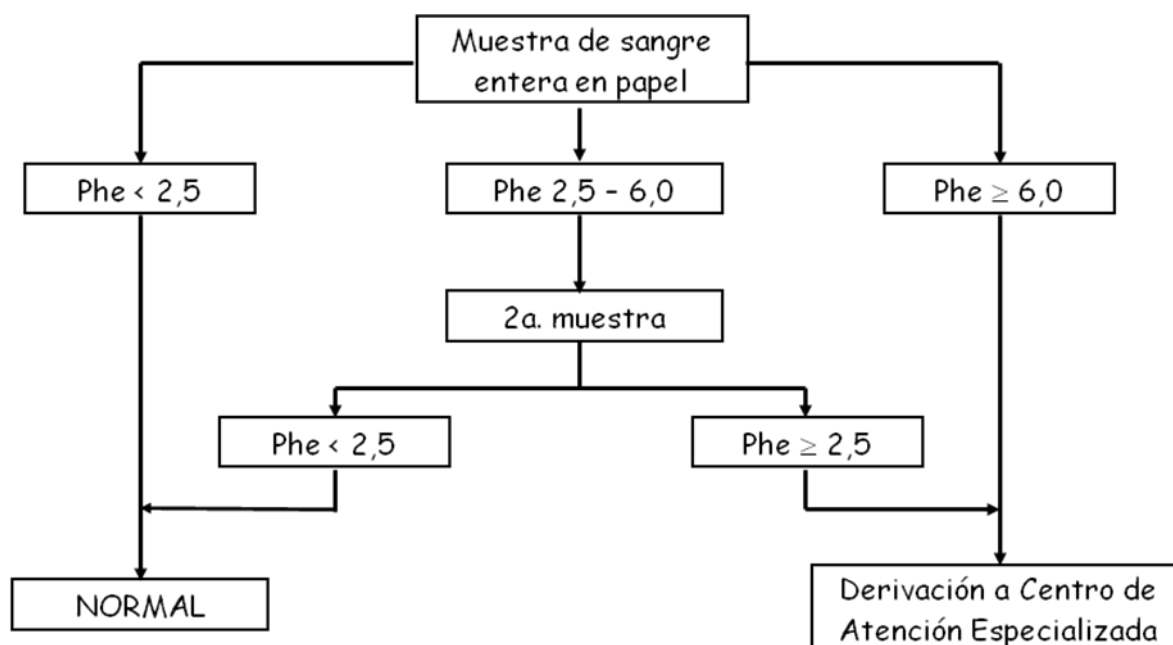 Muestra de sangre
entera en papel
Phe < 2,5
Phe 2,5 - 6,0
Phe ≥ 6,0
2a. muestra
Phe < 2,5
Phe ≥ 2,5
NORMAL
Derivación a Centro de
Atención Especializada